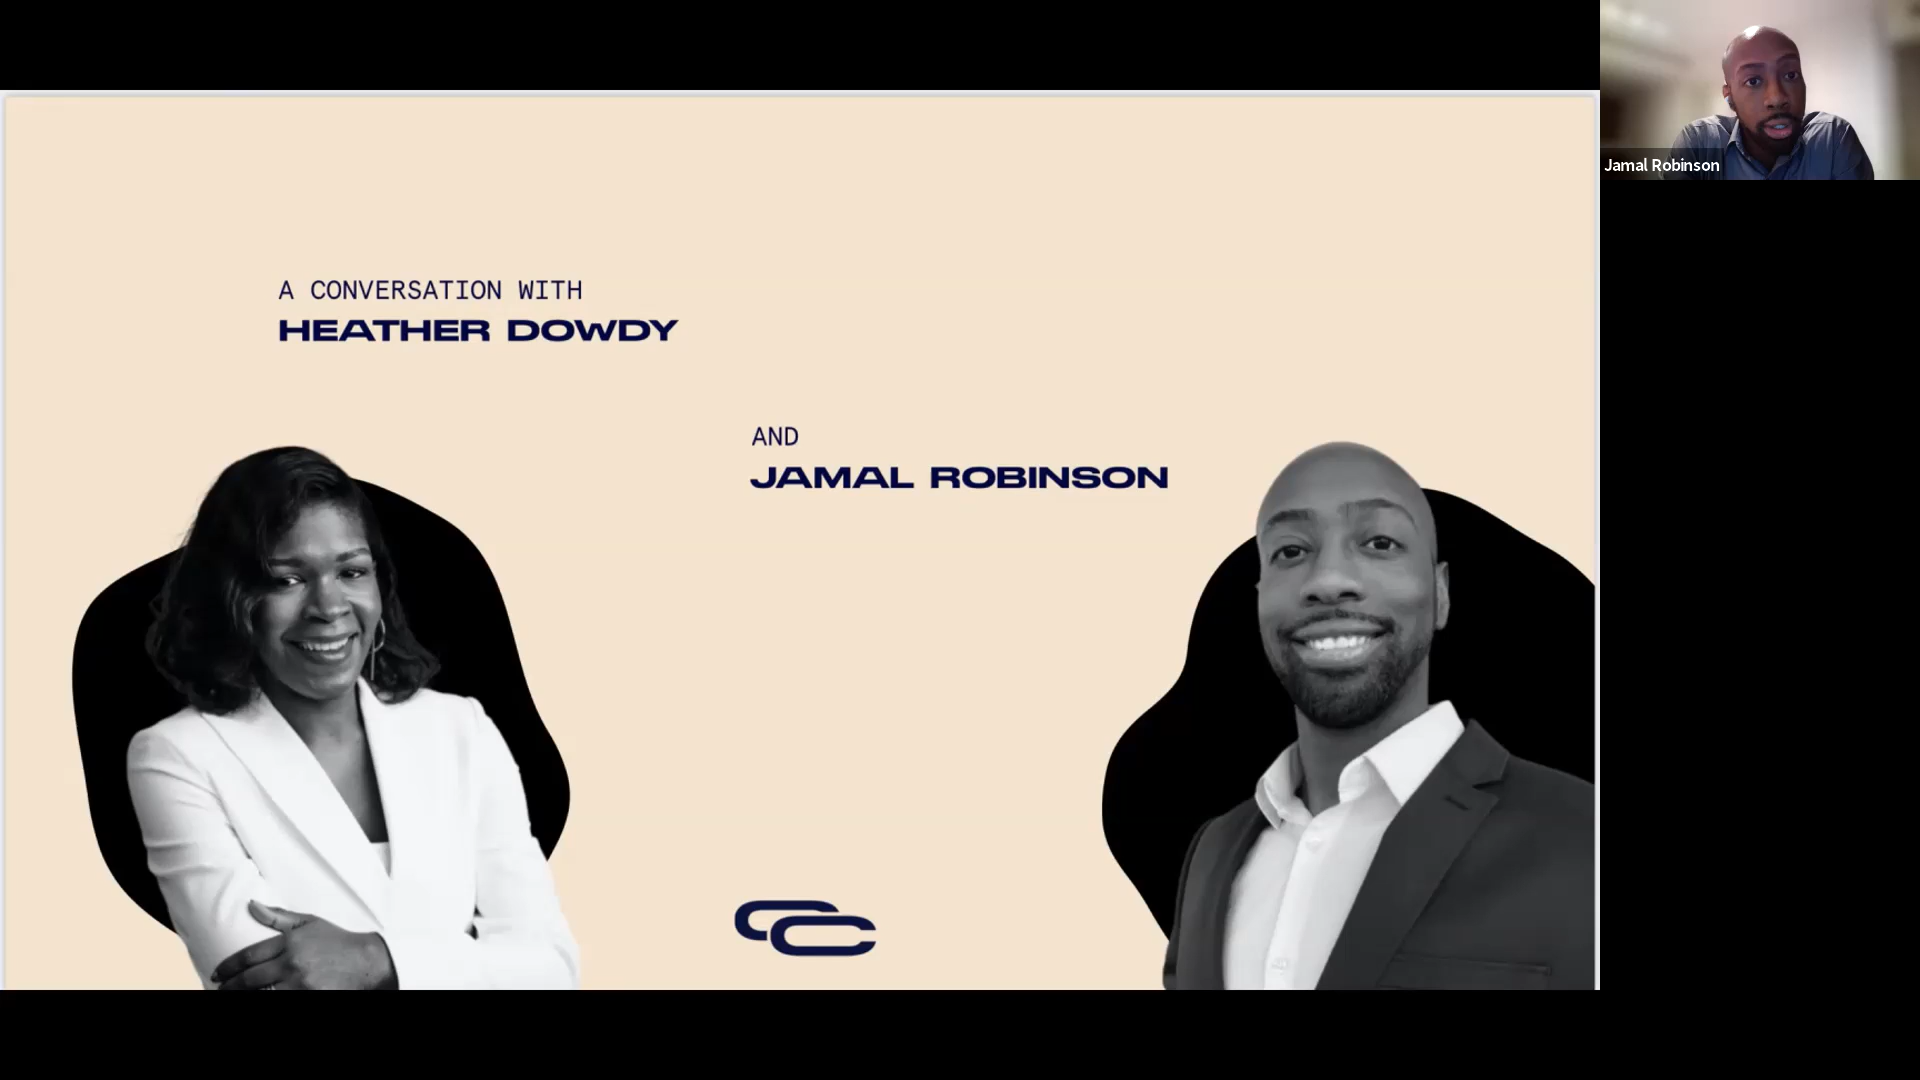 A CONVERSATION WITH
HEATHER DOWDY
AND
JAMAL ROBINSON
Jamal Robinson